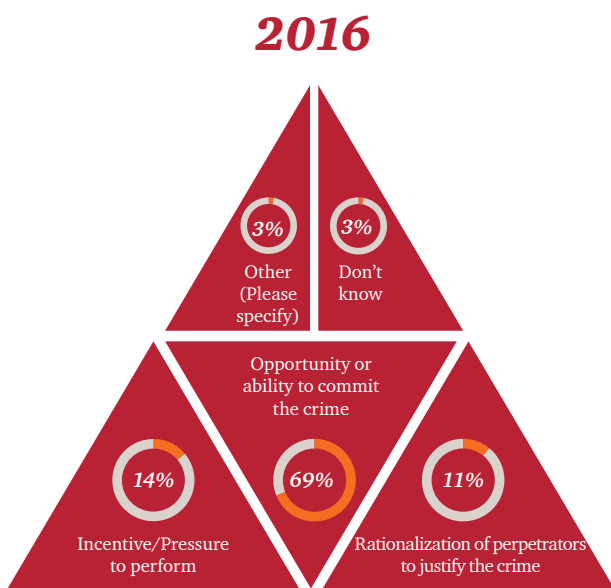 2016
3%
Other
(Please
specify)
3%
Don’t
know
Opportunity or
ability to commit
the crime
69%
14%
Incentive/Pressure
to perform
11%
Rationalization of perpetrators
to justify the crime